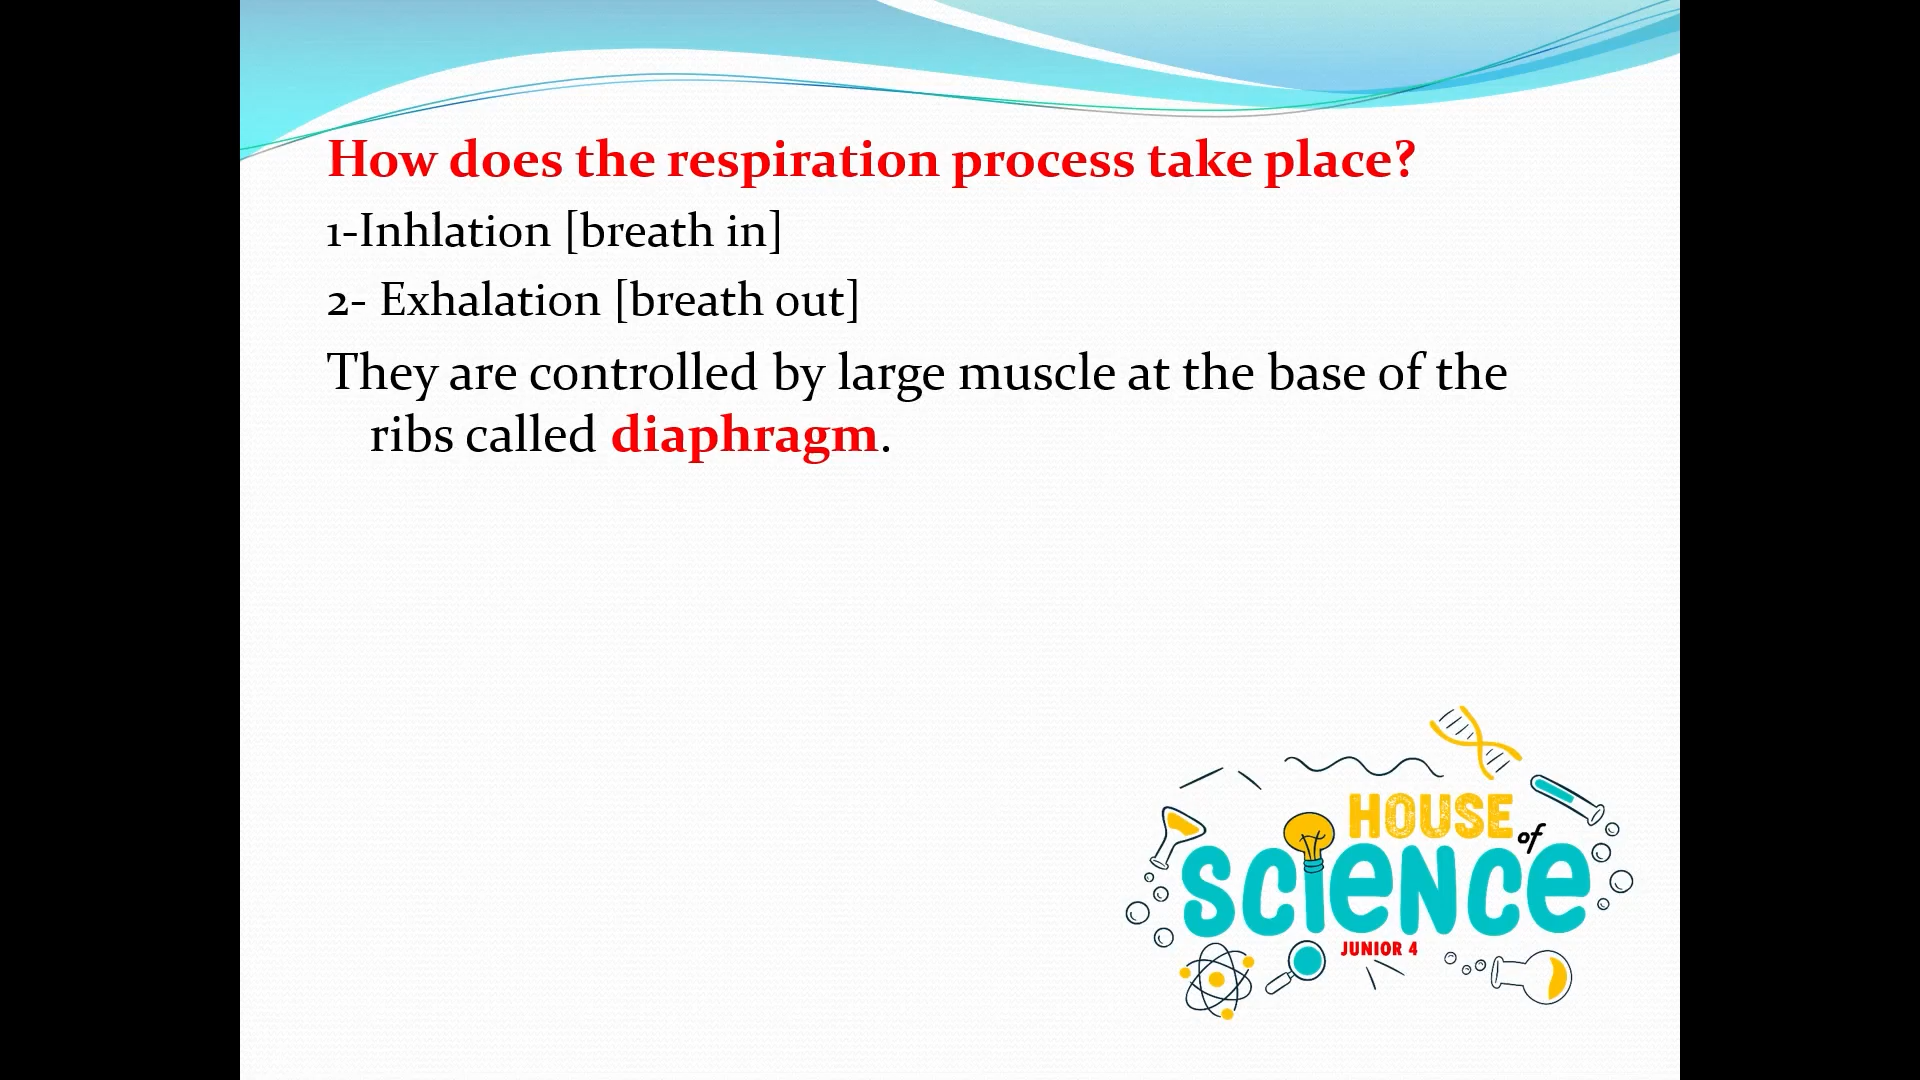 How does the respiration process take place?
1-Inhlation [breath in]
2- Exhalation [breath out]
They are controlled by large muscle at the base of the
ribs called diaphragm.
HOUSE of
SCIENCE
JUNIOR 4